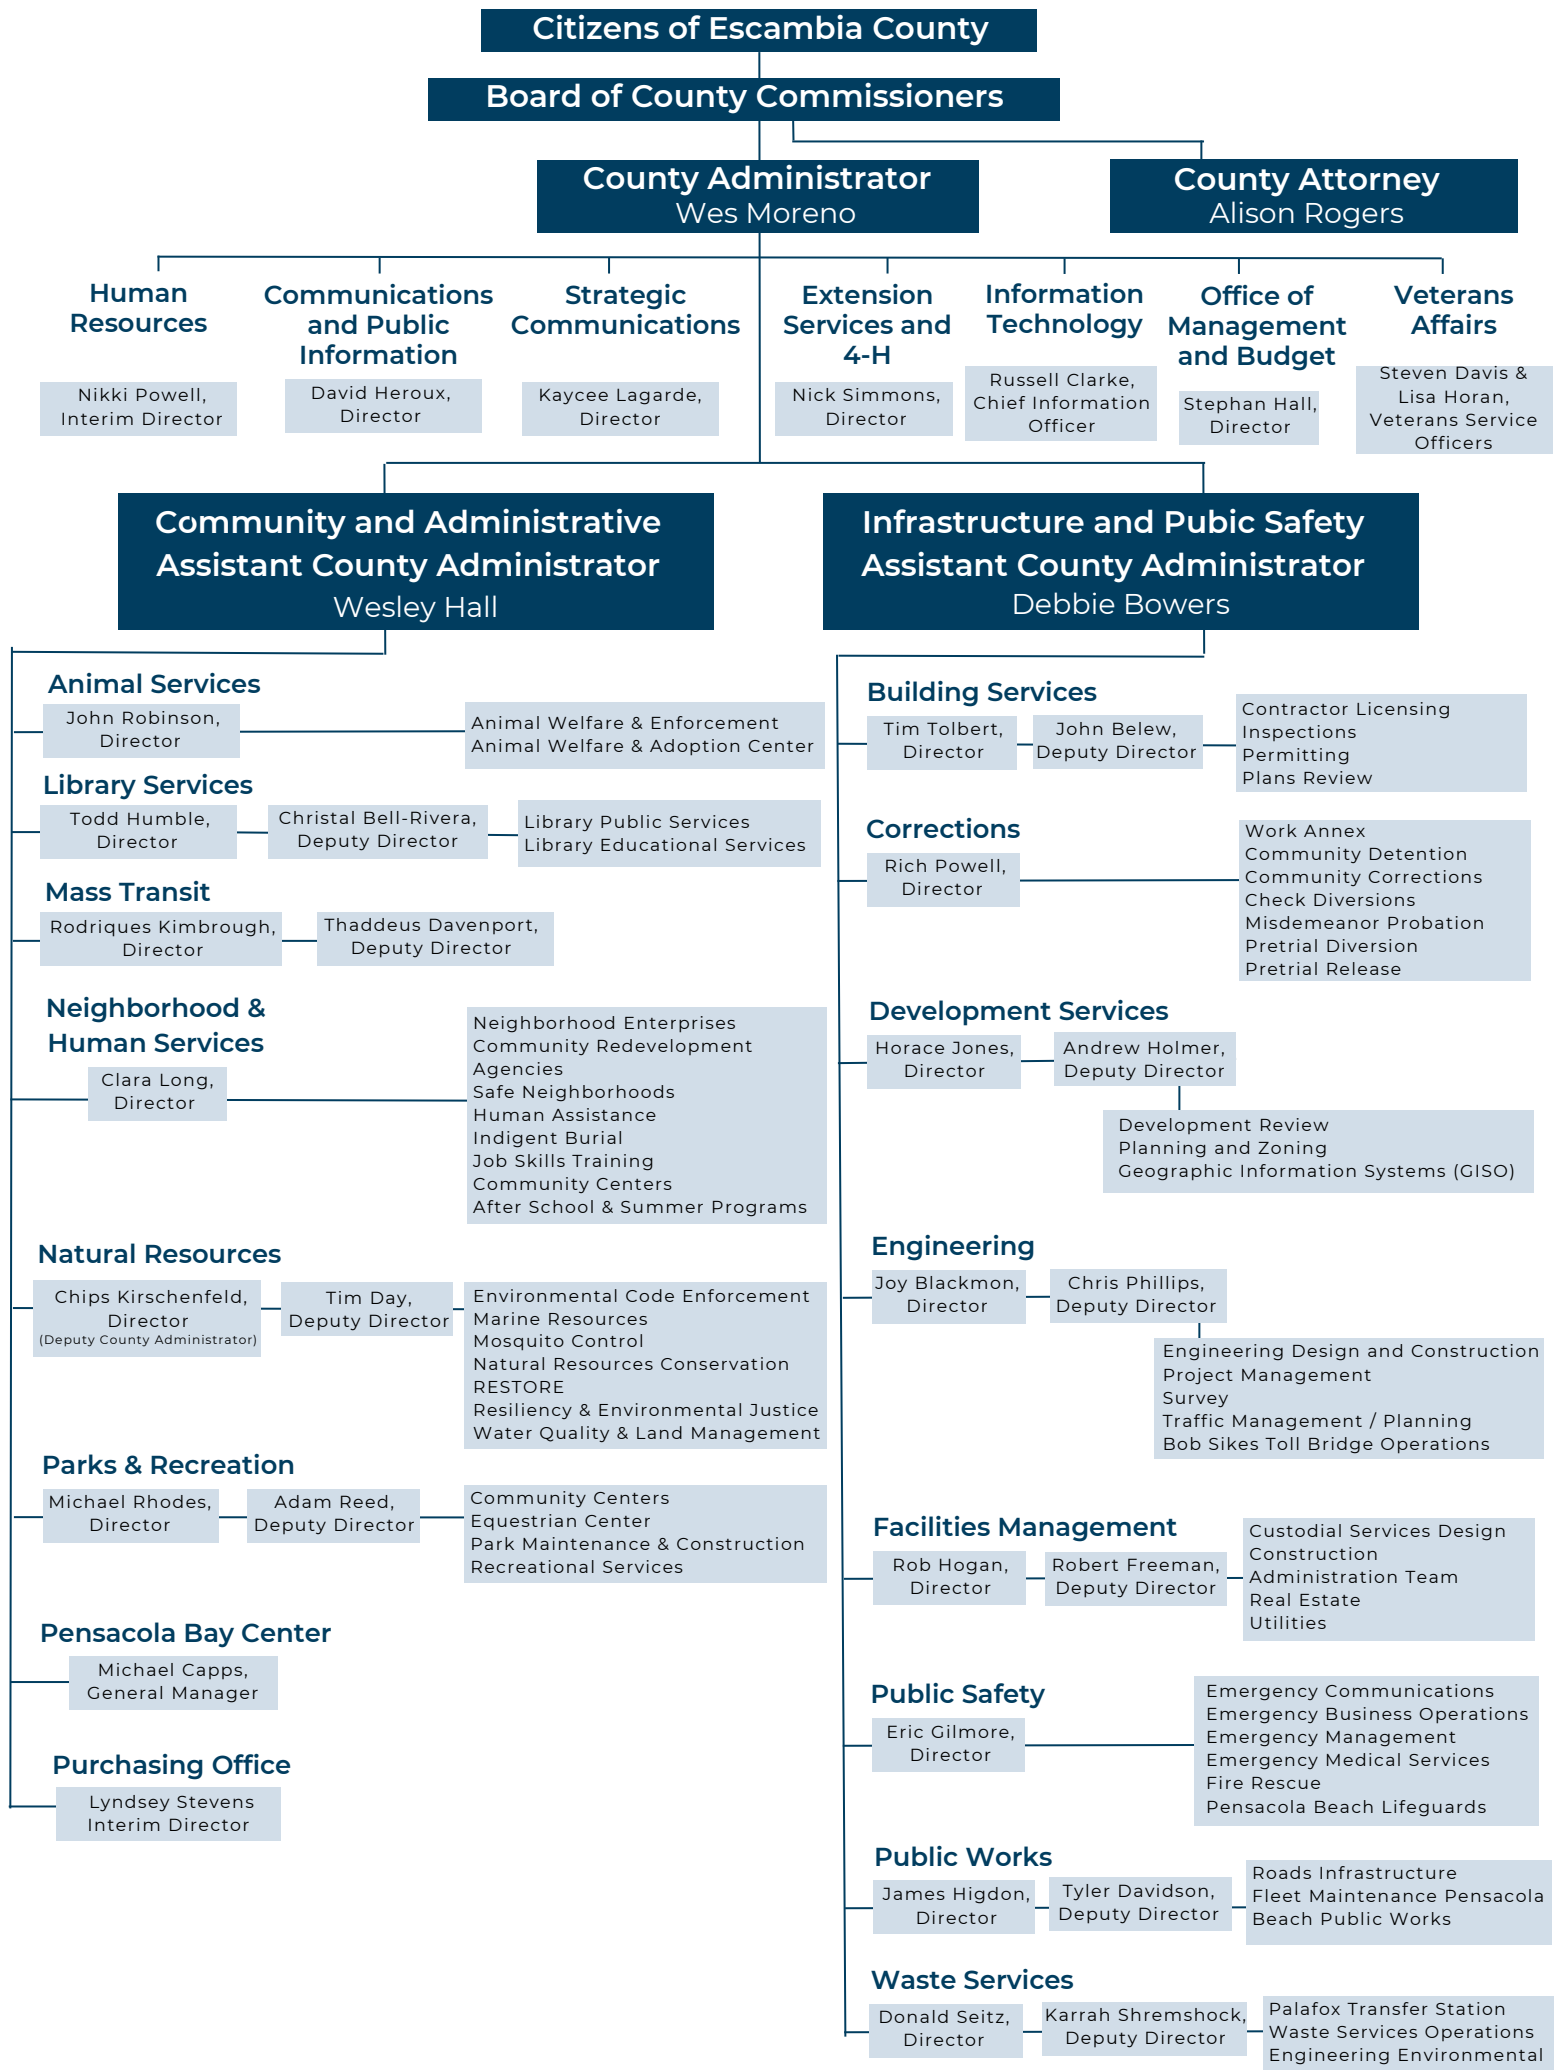 Citizens of Escambia County
Board of County Commissioners
County Administrator
Wes Moreno
County Attorney
Alison Rogers
Human
Resources
Nikki Powell,
Interim Director
Communications
and Public
Information
David Heroux,
Director
Strategic
Communications
Kaycee Lagarde,
Director
Extension
Services and
4-H
Nick Simmons,
Director
Information
Technology
Russell Clarke,
Chief Information
Officer
Office of
Management
and Budget
Stephan Hall,
Director
Veterans
Affairs
Steven Davis &
Lisa Horan,
Veterans Service
Officers
Community and Administrative
Assistant County Administrator
Wesley Hall
Animal Services
John Robinson,
Director
Animal Welfare & Enforcement
Animal Welfare & Adoption Center
Library Services
Todd Humble,
Director
Christal Bell-Rivera,
Deputy Director
Library Public Services
Library Educational Services
Mass Transit
Rodriques Kimbrough,
Director
Thaddeus Davenport,
Deputy Director
Neighborhood &
Human Services
Clara Long,
Director
Neighborhood Enterprises
Community Redevelopment
Agencies
Safe Neighborhoods
Human Assistance
Indigent Burial
Job Skills Training
Community Centers
After School & Summer Programs
Natural Resources
Chips Kirschenfeld,
Director
(Deputy County Administrator)
Tim Day,
Deputy Director
Environmental Code Enforcement
Marine Resources
Mosquito Control
Natural Resources Conservation
RESTORE
Resiliency & Environmental Justice
Water Quality & Land Management
Parks & Recreation
Michael Rhodes,
Director
Adam Reed,
Deputy Director
Community Centers
Equestrian Center
Park Maintenance & Construction
Recreational Services
Pensacola Bay Center
Michael Capps,
General Manager
Purchasing Office
Lyndsey Stevens
Interim Director
Infrastructure and Pubic Safety
Assistant County Administrator
Debbie Bowers
Building Services
Tim Tolbert,
Director
John Belew,
Deputy Director
Contractor Licensing
Inspections
Permitting
Plans Review
Corrections
Rich Powell,
Director
Work Annex
Community Detention
Community Corrections
Check Diversions
Misdemeanor Probation
Pretrial Diversion
Pretrial Release
Development Services
Horace Jones,
Director
Andrew Holmer,
Deputy Director
Development Review
Planning and Zoning
Geographic Information Systems (GISO)
Engineering
Joy Blackmon,
Director
Chris Phillips,
Deputy Director
Engineering Design and Construction
Project Management
Survey
Traffic Management / Planning
Bob Sikes Toll Bridge Operations
Facilities Management
Rob Hogan,
Director
Robert Freeman,
Deputy Director
Custodial Services Design
Construction
Administration Team
Real Estate
Utilities
Public Safety
Eric Gilmore,
Director
Emergency Communications
Emergency Business Operations
Emergency Management
Emergency Medical Services
Fire Rescue
Pensacola Beach Lifeguards
Public Works
James Higdon,
Director
Tyler Davidson,
Deputy Director
Roads Infrastructure
Fleet Maintenance Pensacola
Beach Public Works
Waste Services
Donald Seitz,
Director
Karrah Shremshock,
Deputy Director
Palafox Transfer Station
Waste Services Operations
Engineering Environmental